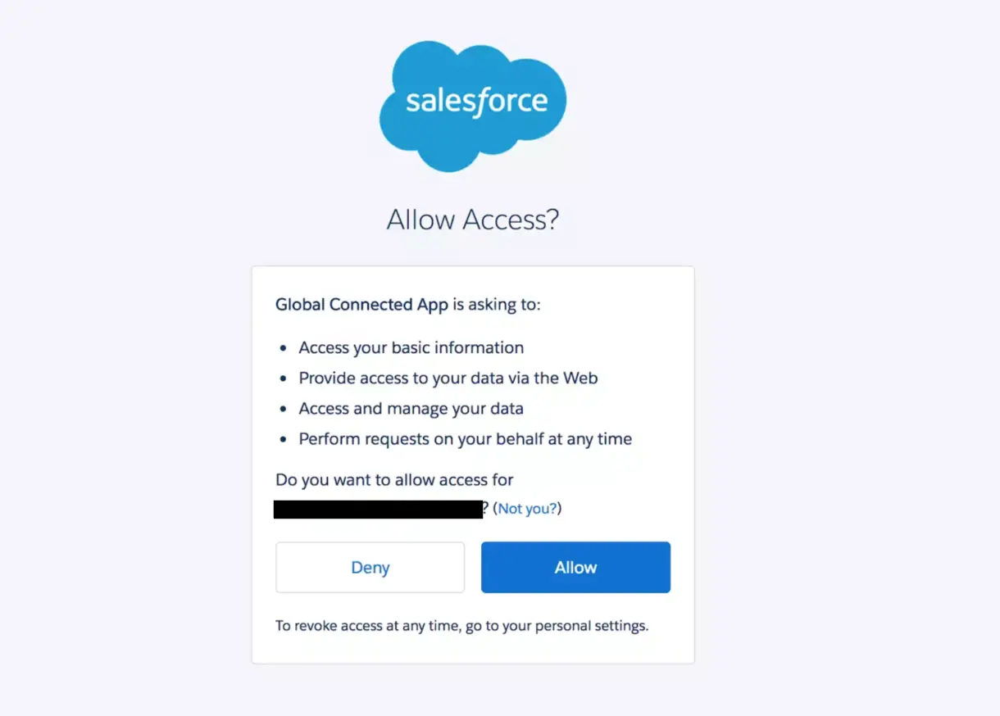 salesforce
Allow Access?
Global Connected App is asking to:
• Access your basic information
• Provide access to your data via the Web
• Access and manage your data
• Perform requests on your behalf at any time
Do you want to allow access for
? (Not you?)
Deny
Allow
To revoke access at any time, go to your personal settings.